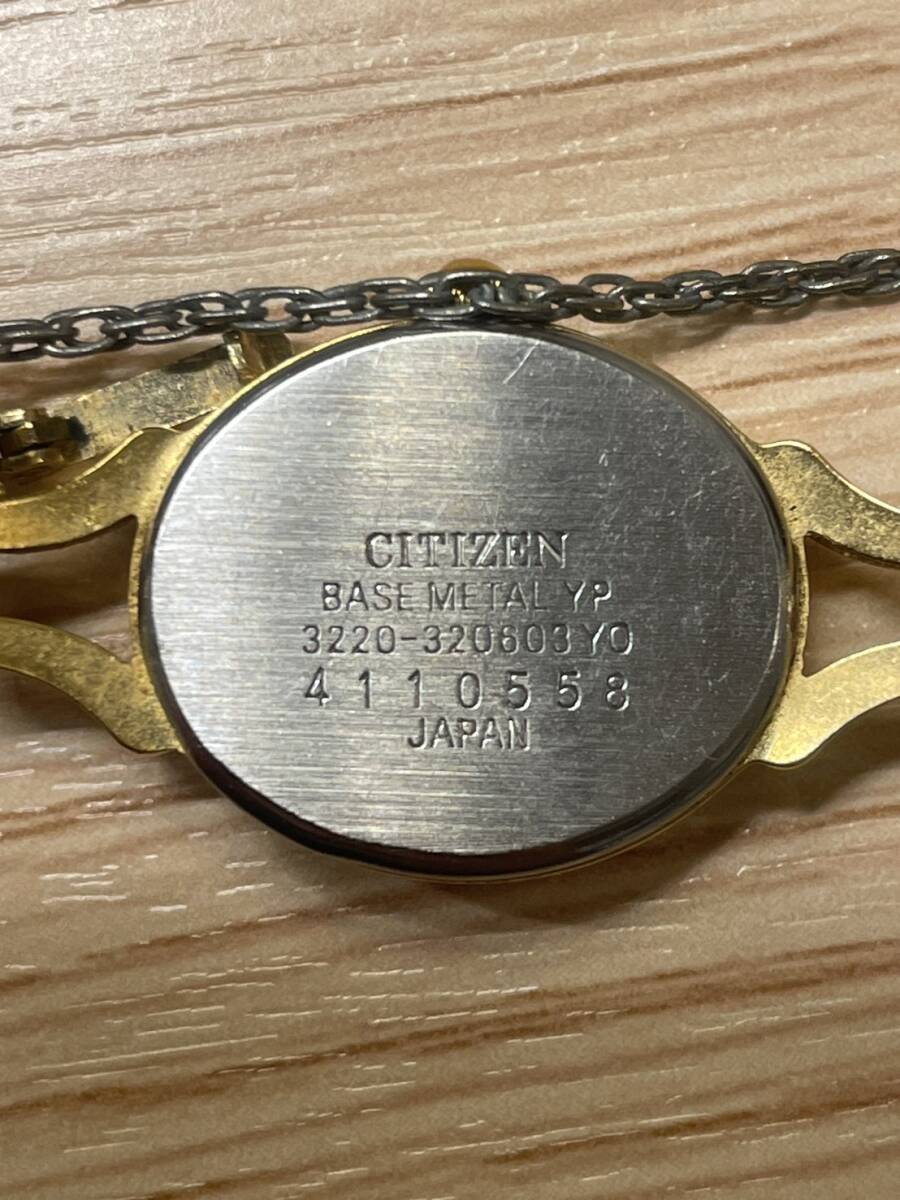 CITIZEN
BASE METAL YP
3220-320603 YO
4110558
JAPAN